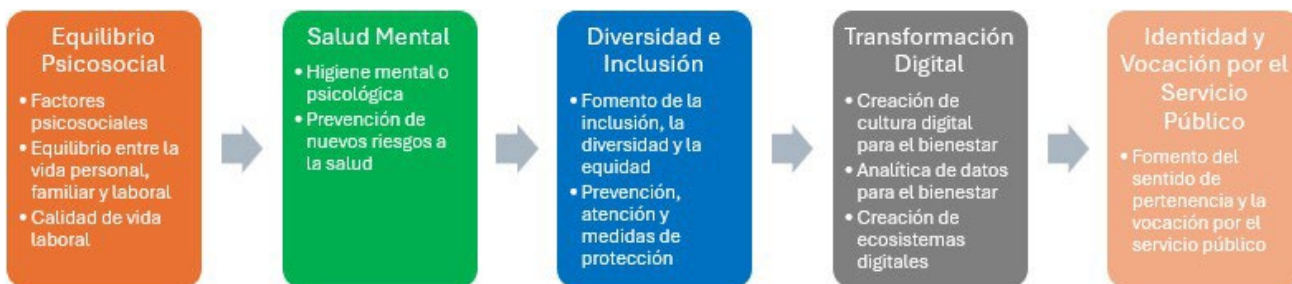 Equilibrio
Psicosocial
• Factores
psicosociales
• Equilibrio entre la
vida personal,
familiar y laboral
• Calidad de vida
laboral
Salud Mental
• Higiene mental o
psicológica
• Prevención de
nuevos riesgos a
la salud
Diversidad e
Inclusión
• Fomento de la
inclusión, la
diversidad y la
equidad
• Prevención,
atención y
medidas de
protección
Transformación
Digital
• Creación de
cultura digital
para el bienestar
• Analítica de datos
para el bienestar
• Creación de
ecosistemas
digitales
Identidad y
Vocación por el
Servicio
Público
• Fomento del
sentido de
pertenencia y la
vocación por el
servicio público